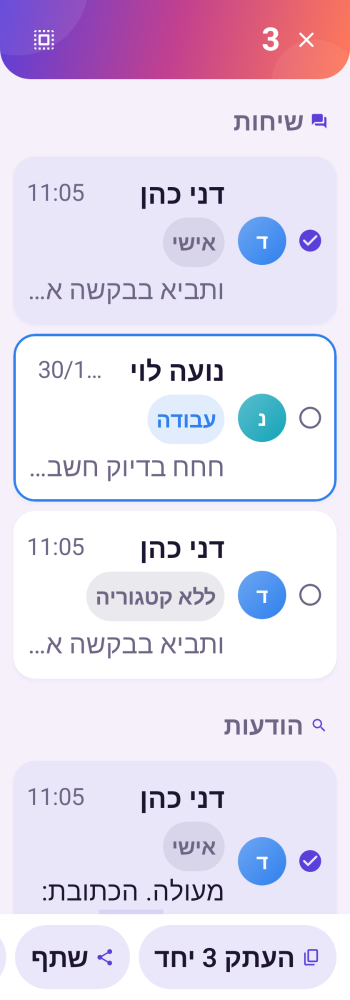 3
שיחות
דני כהן 11:05
אישי
ד
ותביא בבקשה א...
נועה לוי 30/1...
עבודה
נ
חחח בדיוק חשב...
דני כהן 11:05
ללא קטגוריה
ד
ותביא בבקשה א...
הודעות
דני כהן 11:05
אישי
ד
מעולה. הכתובת:
העתק 3 יחד
שתף